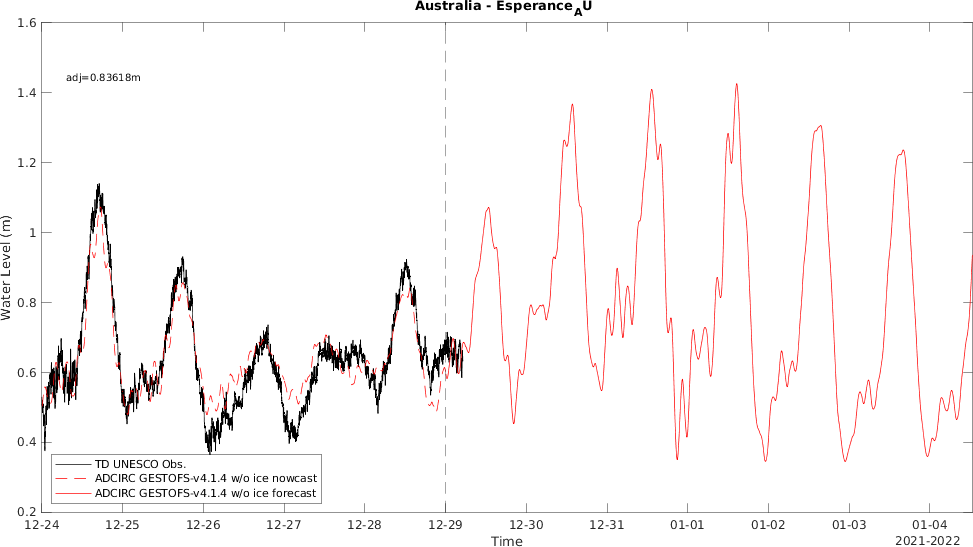 Australia - Esperance_AU
1.6
adj=0.83618m
1.4
1.2
1
0.8
0.6
0.4
0.2
Water Level (m)
TD UNESCO Obs.
ADCIRC GESTOFS-v4.1.4 w/o ice nowcast
ADCIRC GESTOFS-v4.1.4 w/o ice forecast
12-24 12-25 12-26 12-27 12-28 12-29 12-30 12-31 01-01 01-02 01-03 01-04
Time
2021-2022